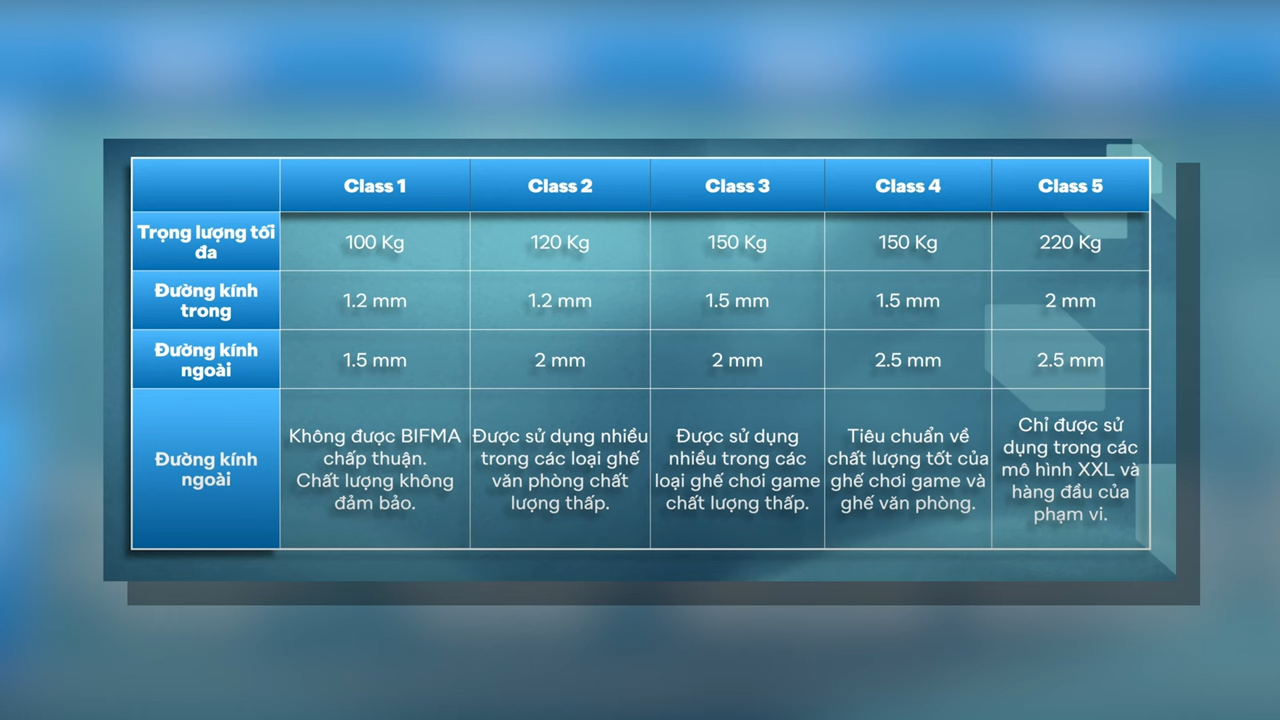 Class 1 Class 2 Class 3 Class 4 Class 5
Trọng lượng tối
đa
100 Kg 120 Kg 150 Kg 150 Kg 220 Kg
Đường kính
trong
1.2 mm 1.2 mm 1.5 mm 1.5 mm 2 mm
Đường kính
ngoài
1.5 mm 2 mm 2 mm 2.5 mm 2.5 mm
Đường kính
ngoài
Không được BIFMA
chấp thuận.
Chất lượng không
đảm bảo.
Được sử dụng nhiều
trong các loại ghế
văn phòng chất
lượng thấp.
Được sử dụng
nhiều trong các
loại ghế chơi game
chất lượng thấp.
Tiêu chuẩn về
chất lượng tốt của
ghế chơi game và
ghế văn phòng.
Chỉ được sử
dụng trong các
mô hình XXL và
hàng đầu của
phạm vi.